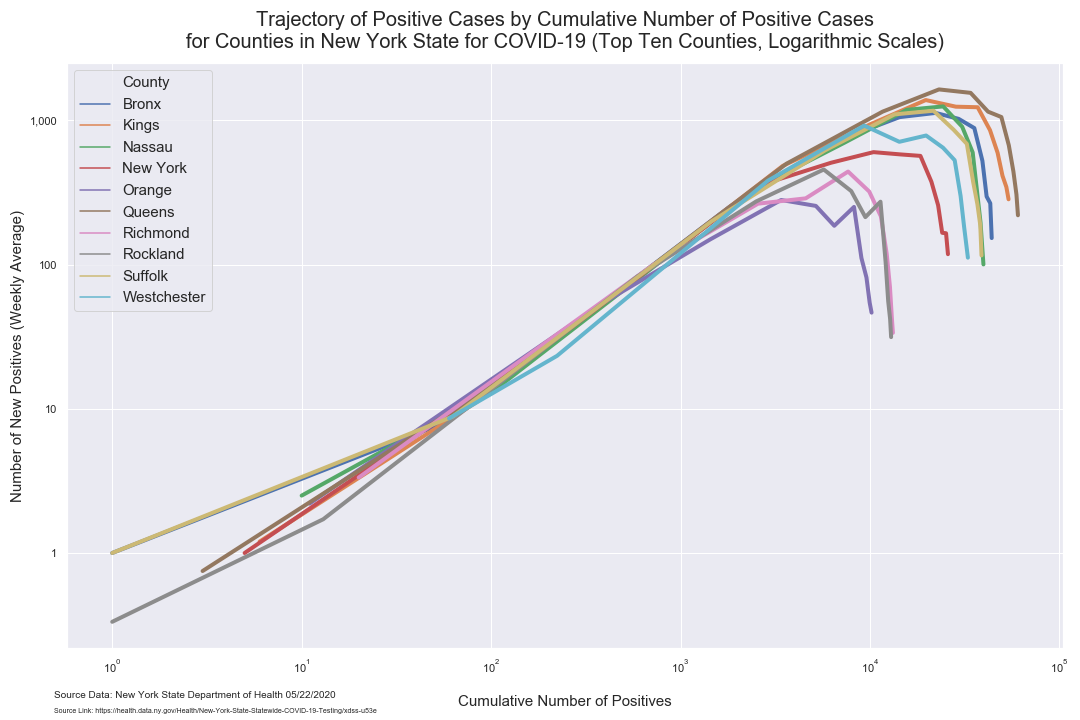 Trajectory of Positive Cases by Cumulative Number of Positive Cases
for Counties in New York State for COVID-19 (Top Ten Counties, Logarithmic Scales)
County
Bronx
Kings
Nassau
New York
Orange
Queens
Richmond
Rockland
Suffolk
Westchester
Number of New Positives (Weekly Average)
1,000
100
10
1
10⁰
10¹
10²
10³
10⁴
10⁵
Cumulative Number of Positives
Source Data: New York State Department of Health 05/22/2020
Source Link: https://health.data.ny.gov/Health/New-York-State-Statewide-COVID-19-Testing/xdss-u53e